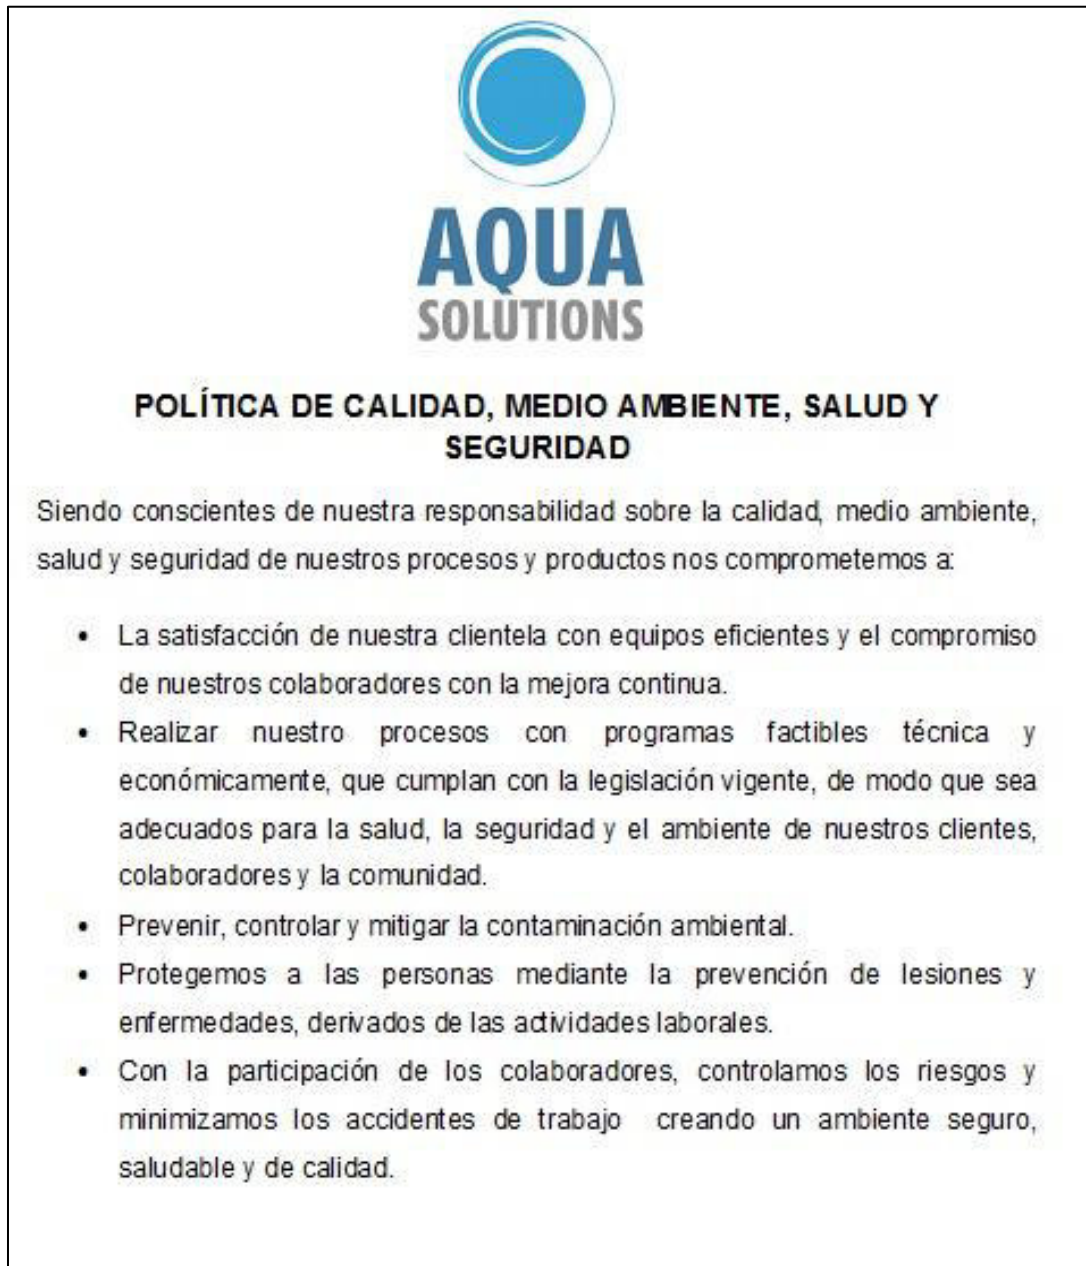 AQUA
SOLUTIONS
POLÍTICA DE CALIDAD, MEDIO AMBIENTE, SALUD Y
SEGURIDAD
Siendo conscientes de nuestra responsabilidad sobre la calidad, medio ambiente,
salud y seguridad de nuestros procesos y productos nos comprometemos a:
• La satisfacción de nuestra clientela con equipos eficientes y el compromiso
de nuestros colaboradores con la mejora continua.
• Realizar nuestro procesos con programas factibles técnica y
económicamente, que cumplan con la legislación vigente, de modo que sea
adecuados para la salud, la seguridad y el ambiente de nuestros clientes,
colaboradores y la comunidad.
• Prevenir, controlar y mitigar la contaminación ambiental.
• Protegemos a las personas mediante la prevención de lesiones y
enfermedades, derivados de las actividades laborales.
• Con la participación de los colaboradores, controlamos los riesgos y
minimizamos los accidentes de trabajo creando un ambiente seguro,
saludable y de calidad.